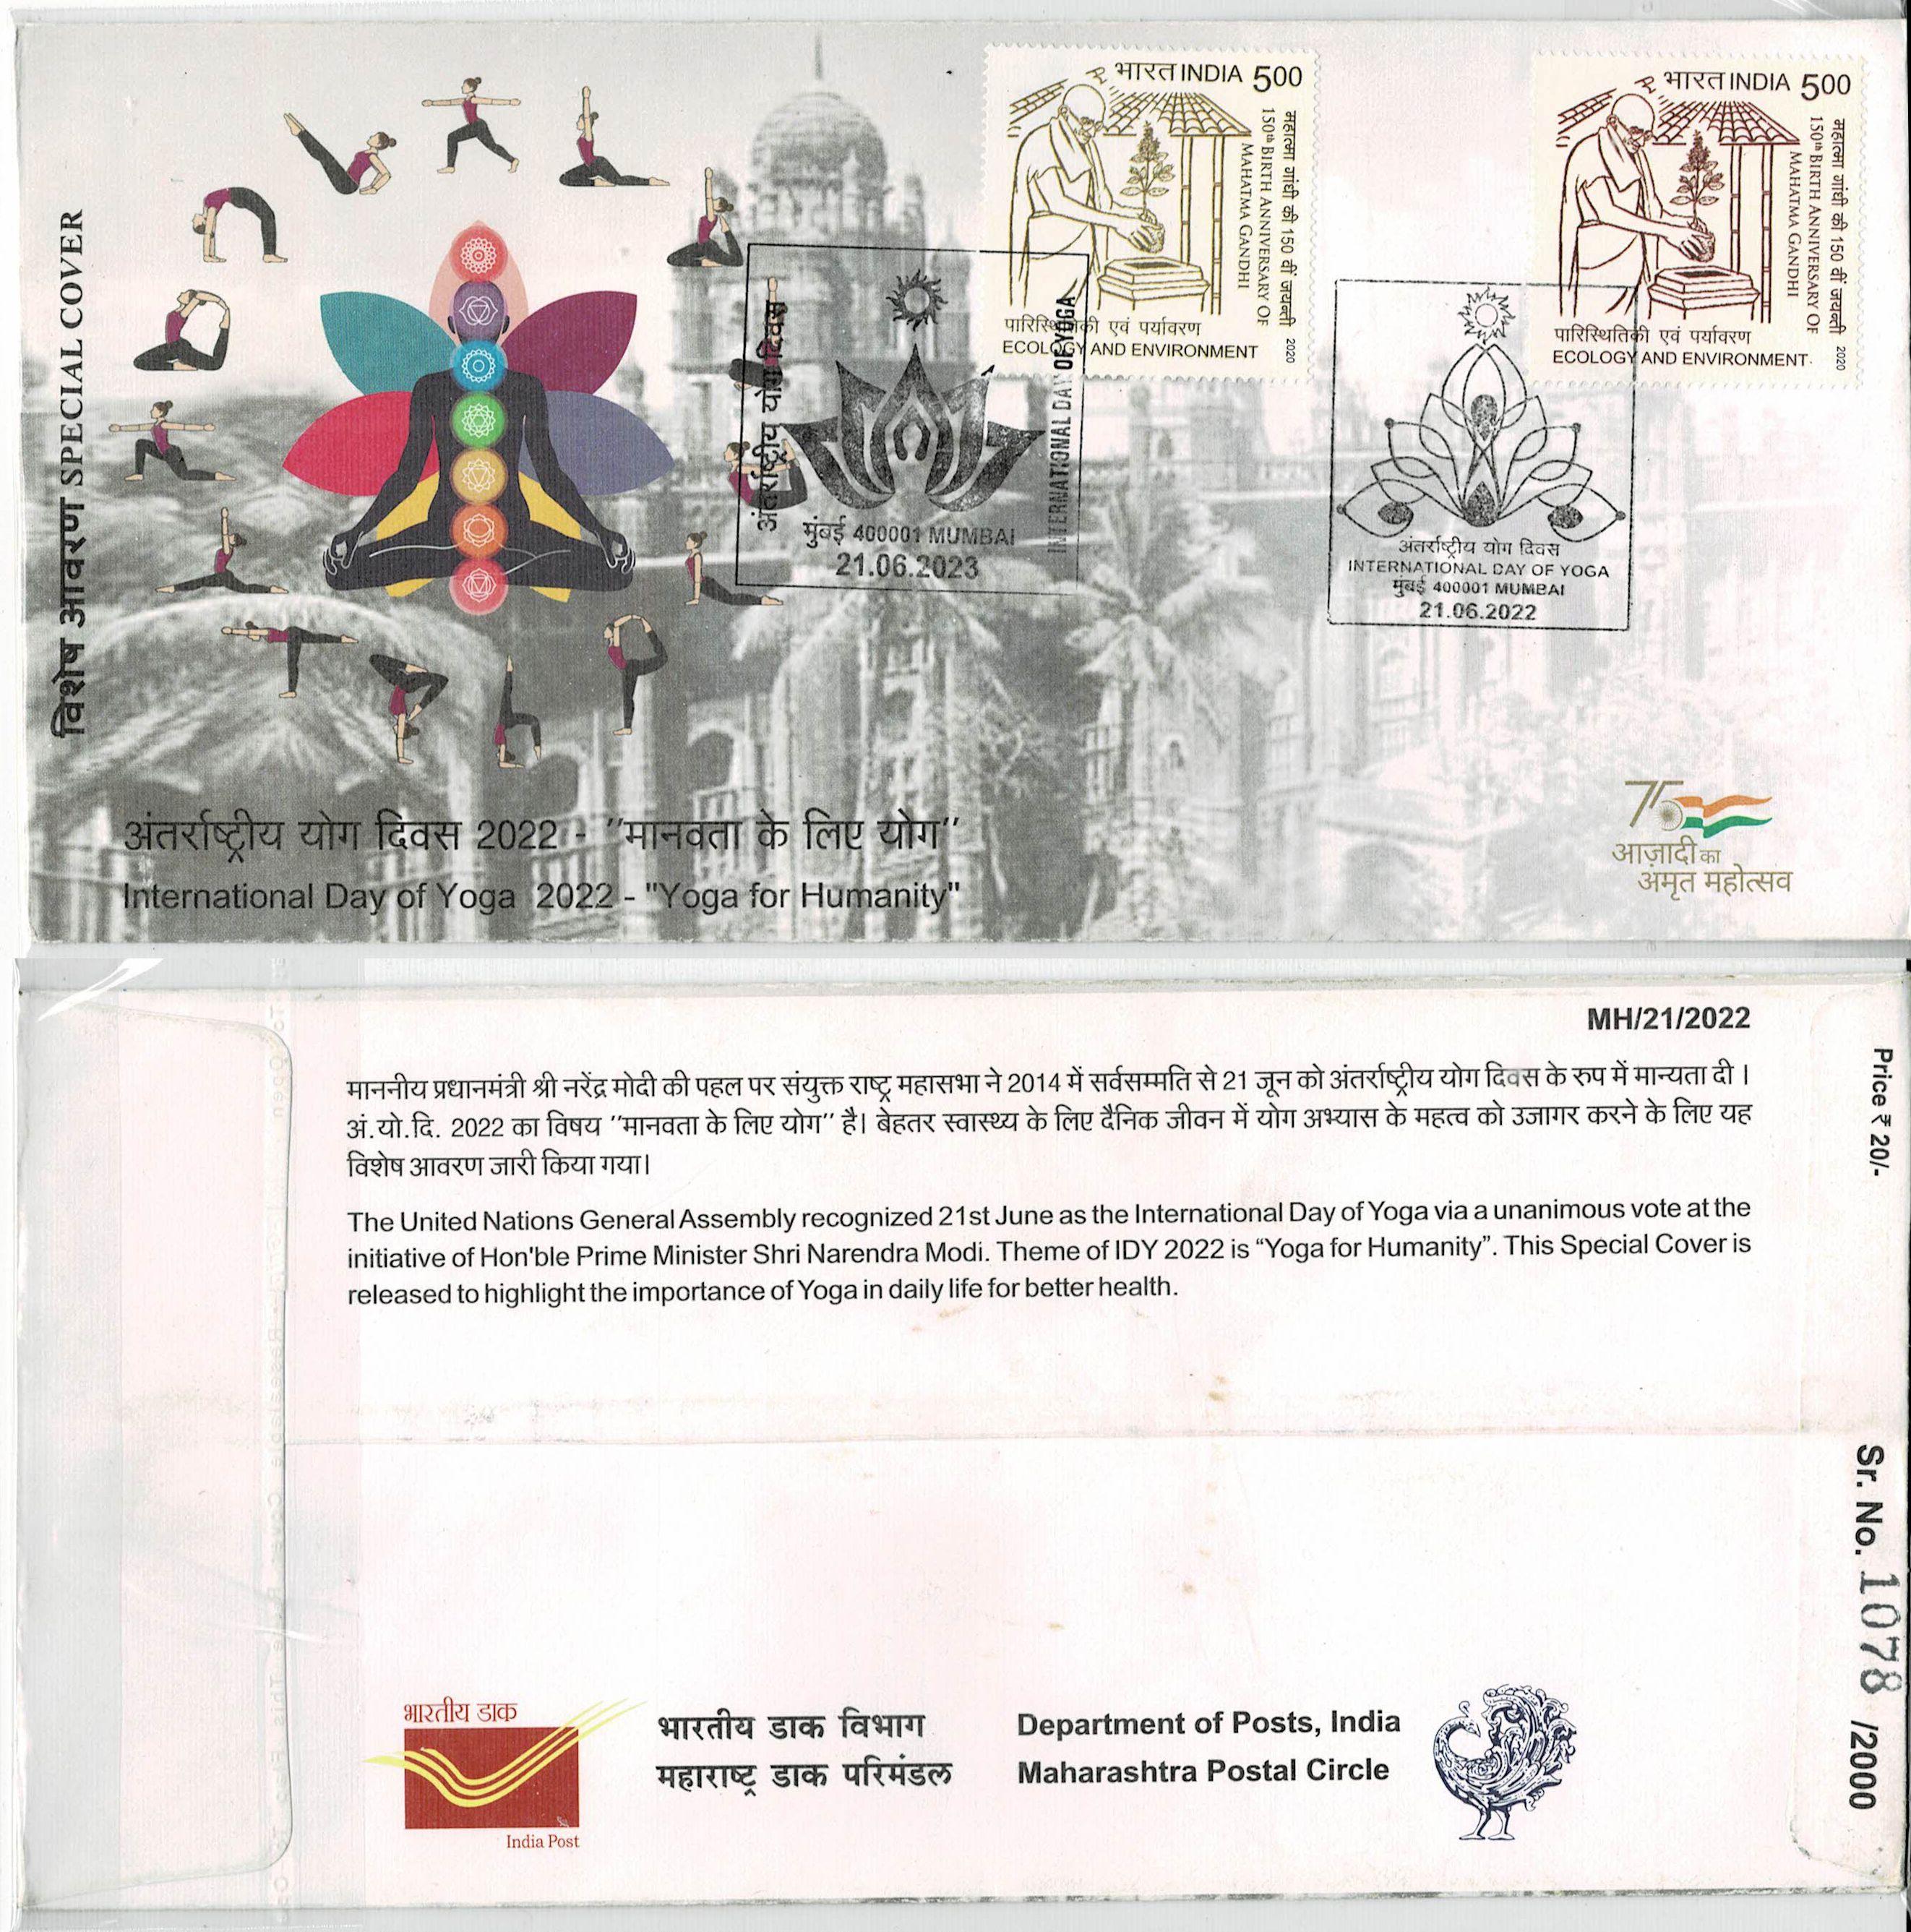 विशेष आवरण SPECIAL COVER
भारत INDIA 500
महात्मा गांधी की 150 वीं जयन्ती
150th BIRTH ANNIVERSARY OF
MAHATMA GANDHI
पारिस्थितिकी एवं पर्यावरण
ECOLOGY AND ENVIRONMENT
2020
भारत INDIA 500
महात्मा गांधी की 150 वीं जयन्ती
150th BIRTH ANNIVERSARY OF
MAHATMA GANDHI
पारिस्थितिकी एवं पर्यावरण
ECOLOGY AND ENVIRONMENT
2020
अंतर्राष्ट्रीय योग दिवस
INTERNATIONAL DAY OF YOGA
मुंबई 400001 MUMBAI
21.06.2023
अंतर्राष्ट्रीय योग दिवस
INTERNATIONAL DAY OF YOGA
मुंबई 400001 MUMBAI
21.06.2022
अंतर्राष्ट्रीय योग दिवस 2022 - "मानवता के लिए योग"
International Day of Yoga 2022 - "Yoga for Humanity"
75
आज़ादी का
अमृत महोत्सव
MH/21/2022
माननीय प्रधानमंत्री श्री नरेंद्र मोदी की पहल पर संयुक्त राष्ट्र महासभा ने 2014 में सर्वसम्मति से 21 जून को अंतर्राष्ट्रीय योग दिवस के रुप में मान्यता दी।
अं.यो.दि. 2022 का विषय "मानवता के लिए योग" है। बेहतर स्वास्थ्य के लिए दैनिक जीवन में योग अभ्यास के महत्व को उजागर करने के लिए यह
विशेष आवरण जारी किया गया।
The United Nations General Assembly recognized 21st June as the International Day of Yoga via a unanimous vote at the
initiative of Hon'ble Prime Minister Shri Narendra Modi. Theme of IDY 2022 is “Yoga for Humanity”. This Special Cover is
released to highlight the importance of Yoga in daily life for better health.
Price ₹ 20/-
Sr. No. 1078 /2000
भारतीय डाक
India Post
भारतीय डाक विभाग
महाराष्ट्र डाक परिमंडल
Department of Posts, India
Maharashtra Postal Circle